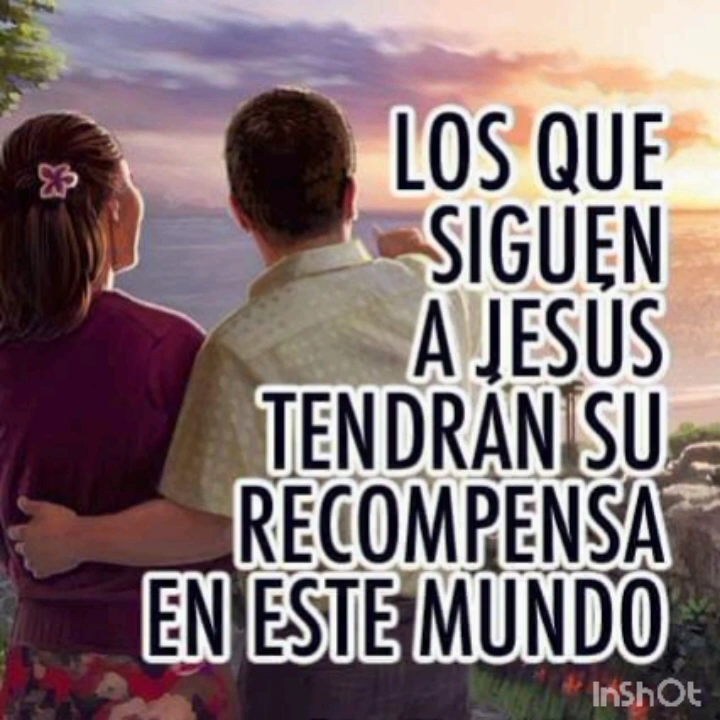 LOS QUE
SIGUEN
A JESÚS
TENDRÁN SU
RECOMPENSA
EN ESTE MUNDO
InShOt